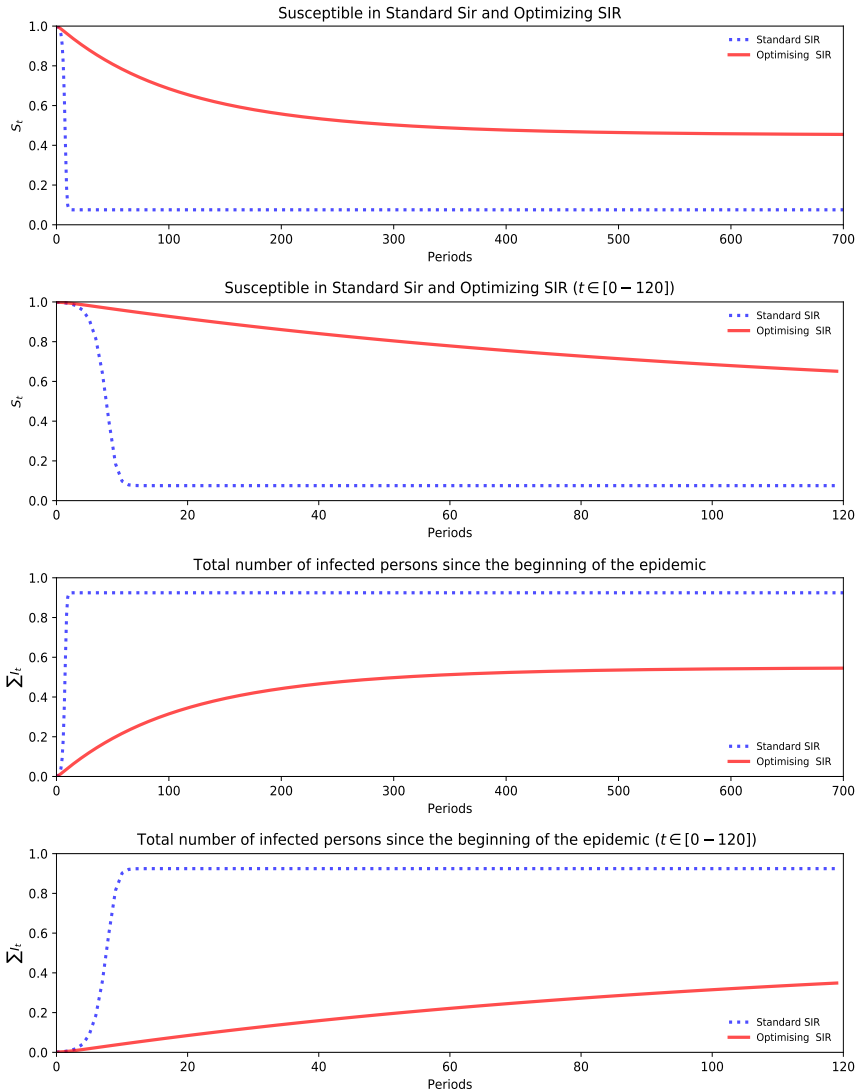 Susceptible in Standard Sir and Optimizing SIR
1.0
0.8
0.6
0.4
0.2
0.0
S_t
Standard SIR
Optimising SIR
0 100 200 300 400 500 600 700
Periods
Susceptible in Standard Sir and Optimizing SIR (t ∈ [0 − 120])
1.0
0.8
0.6
0.4
0.2
0.0
S_t
Standard SIR
Optimising SIR
0 20 40 60 80 100 120
Periods
Total number of infected persons since the beginning of the epidemic
1.0
0.8
0.6
0.4
0.2
0.0
∑I_t
Standard SIR
Optimising SIR
0 100 200 300 400 500 600 700
Periods
Total number of infected persons since the beginning of the epidemic (t ∈ [0 − 120])
1.0
0.8
0.6
0.4
0.2
0.0
∑I_t
Standard SIR
Optimising SIR
0 20 40 60 80 100 120
Periods